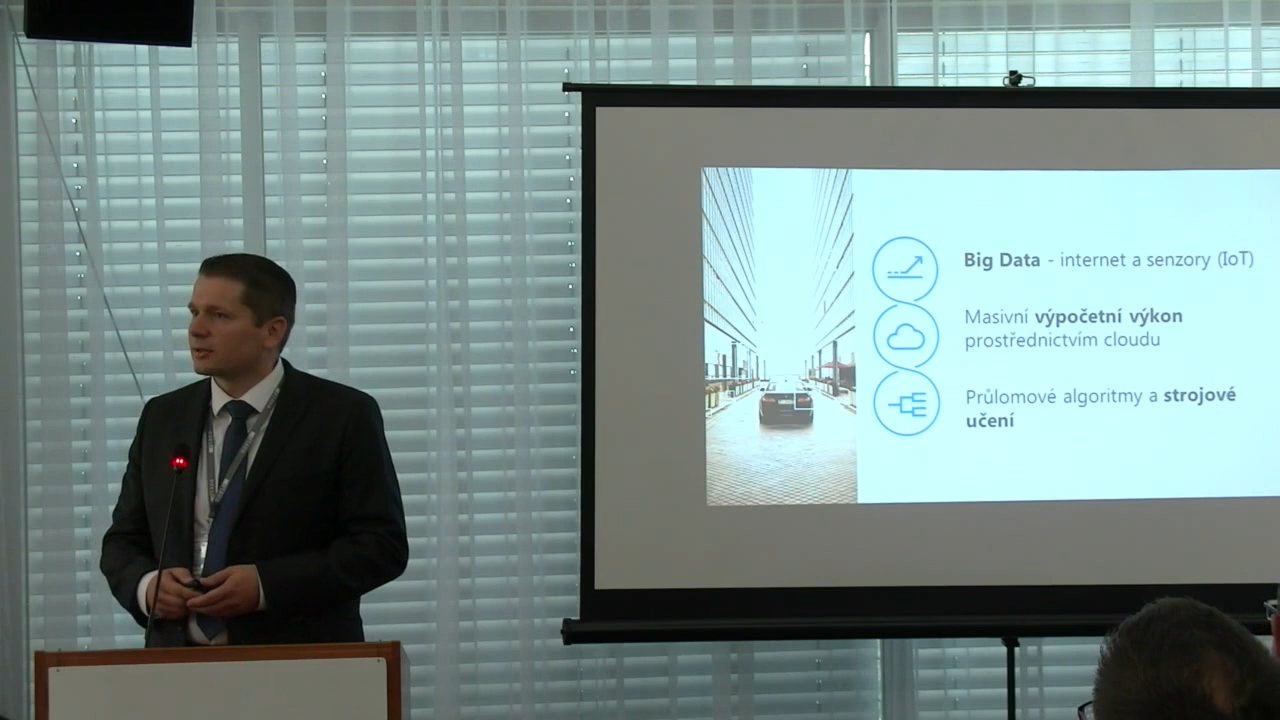 Big Data - internet a senzory (IoT)
Masivní výpočetní výkon
prostřednictvím cloudu
Průlomové algoritmy a strojové
učení